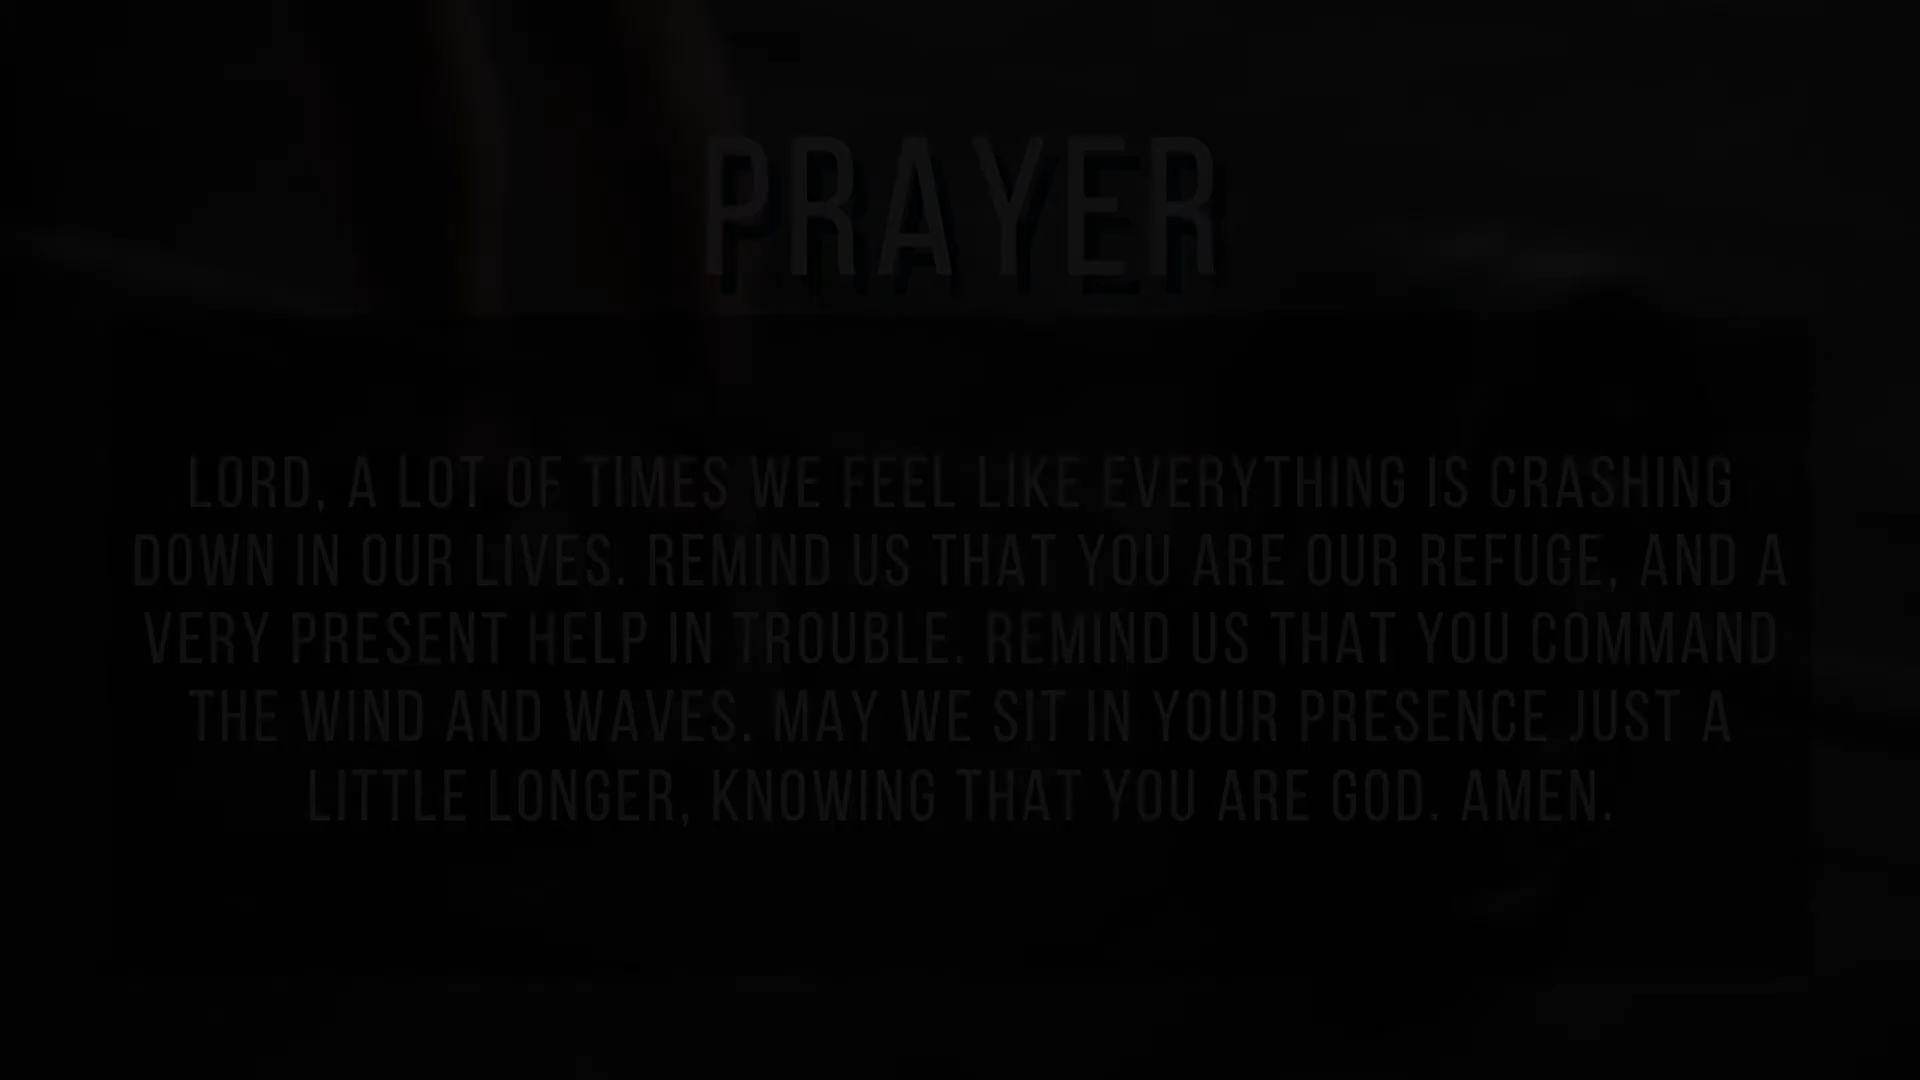 PRAYER
LORD, A LOT OF TIMES WE FEEL LIKE EVERYTHING IS CRASHING
DOWN IN OUR LIVES. REMIND US THAT YOU ARE OUR REFUGE, AND A
VERY PRESENT HELP IN TROUBLE. REMIND US THAT YOU COMMAND
THE WIND AND WAVES. MAY WE SIT IN YOUR PRESENCE JUST A
LITTLE LONGER, KNOWING THAT YOU ARE GOD. AMEN.